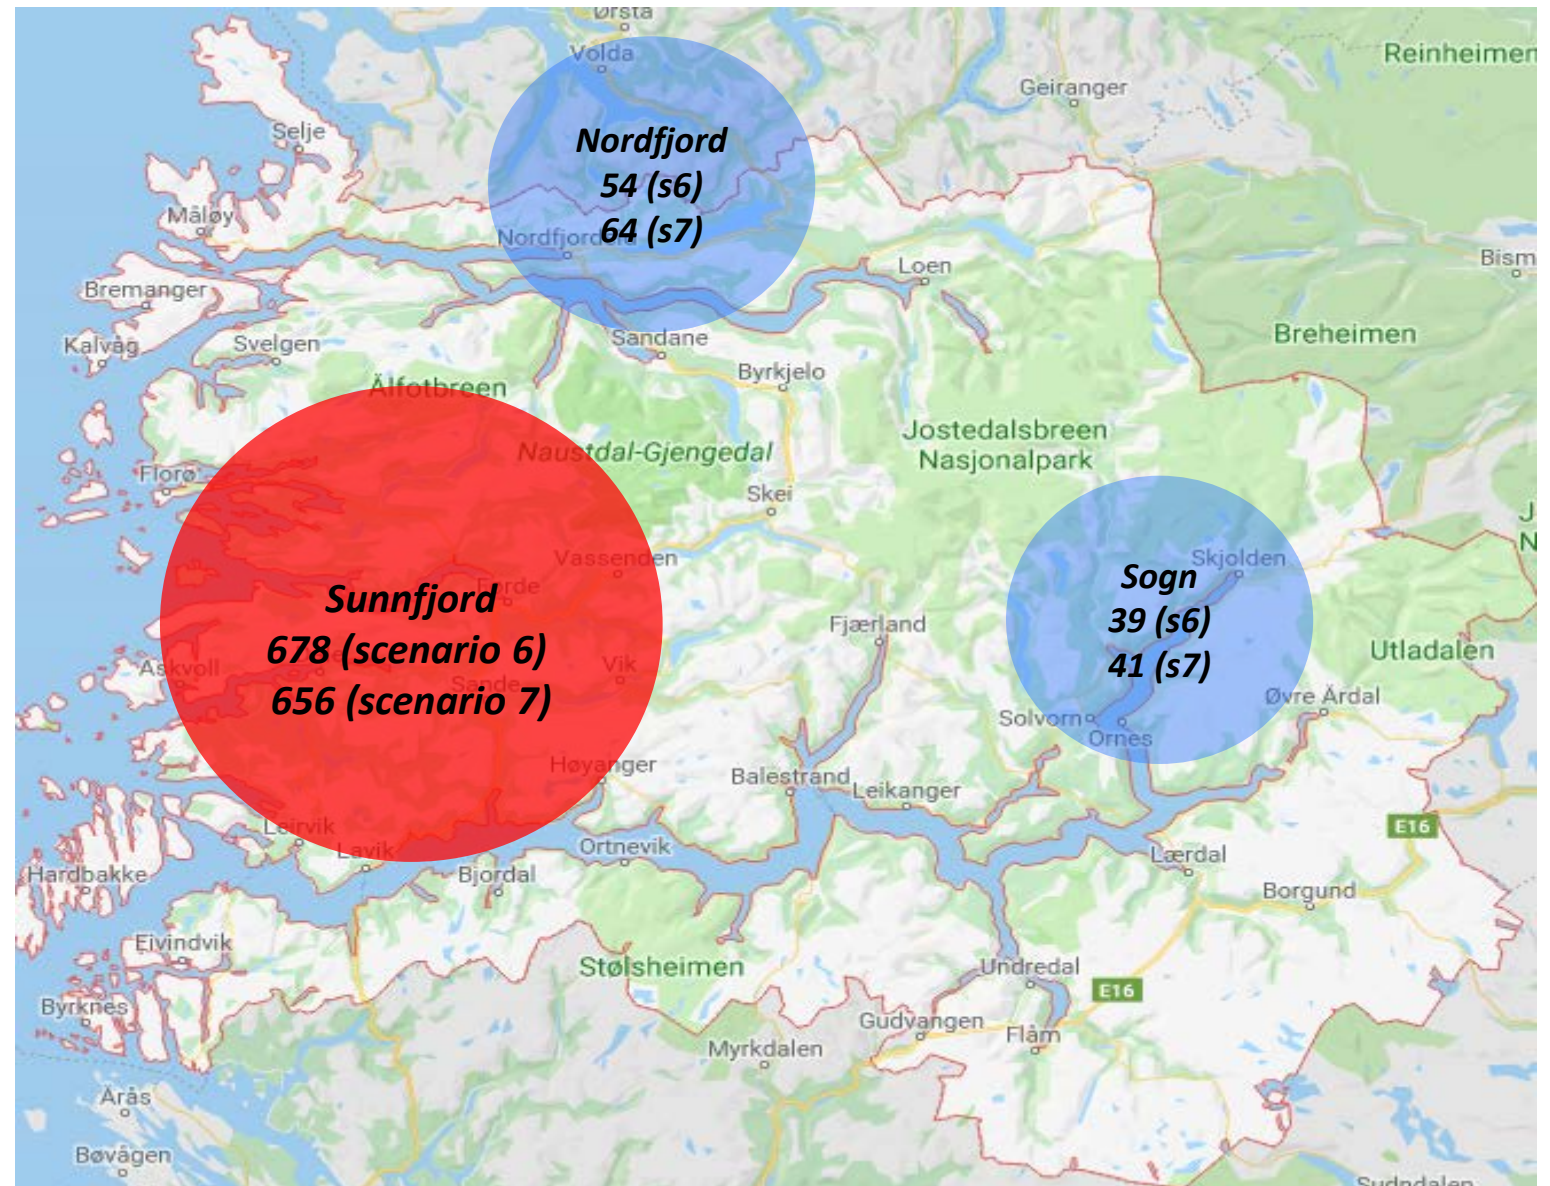 Ørsta
Volda
Reinheimen
Geiranger
Nordfjord
54 (s6)
64 (s7)
Selje
Måløy
Loen
Bism
Bremanger
Kalvåg
Svelgen
Sandane
Breheimen
Byrkjelo
Ålfotbreen
Jostedalsbreen
Nasjonalpark
Naustdal-Gjengedal
Florø
Skei
J
N
Vassenden
Førde
Skjolden
Sogn
39 (s6)
41 (s7)
Sunnfjord
678 (scenario 6)
656 (scenario 7)
Fjærland
Utladalen
Askvoll
Vik
Sande
Øvre Årdal
Solvorn
Ornes
Høyanger
Balestrand
Leikanger
Leirvik
Lavik
Ortnevik
E16
Lærdal
Hardbakke
Bjordal
Borgund
Eivindvik
Stølsheimen
Undredal
E16
Byrknes
Gudvangen
Flåm
Myrkdalen
Årås
Bøvågen
Sudndalen